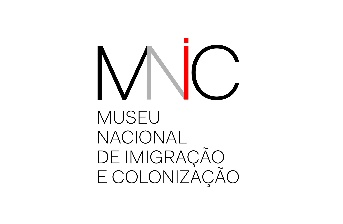 MNiC
MUSEU
NACIONAL
DE IMIGRAÇÃO
E COLONIZAÇÃO